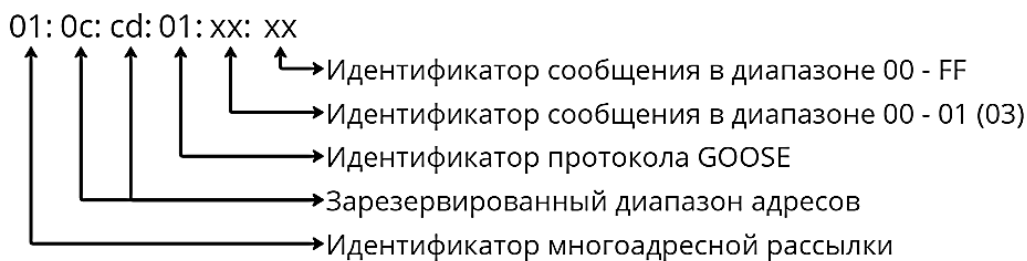 01: 0c: cd: 01: xx: xx
Идентификатор сообщения в диапазоне 00 - FF
Идентификатор сообщения в диапазоне 00 - 01 (03)
Идентификатор протокола GOOSE
Зарезервированный диапазон адресов
Идентификатор многоадресной рассылки